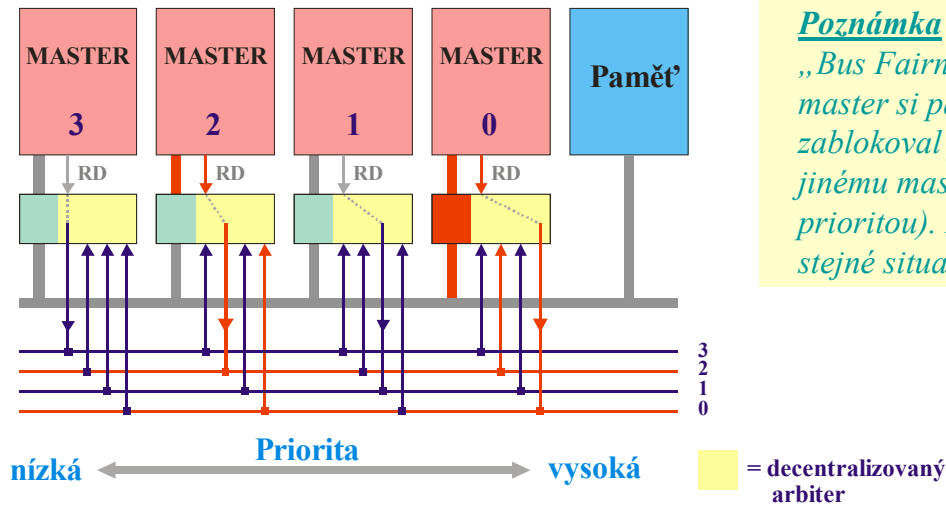 MASTER
3
MASTER
2
MASTER
1
MASTER
0
Paměť
RD
RD
RD
RD
3
2
1
0
nízká
Priorita
vysoká
= decentralizovaný
arbiter
Poznámka
„Bus Fairn
master si p
zablokoval
jinému mas
prioritou).
stejné situa